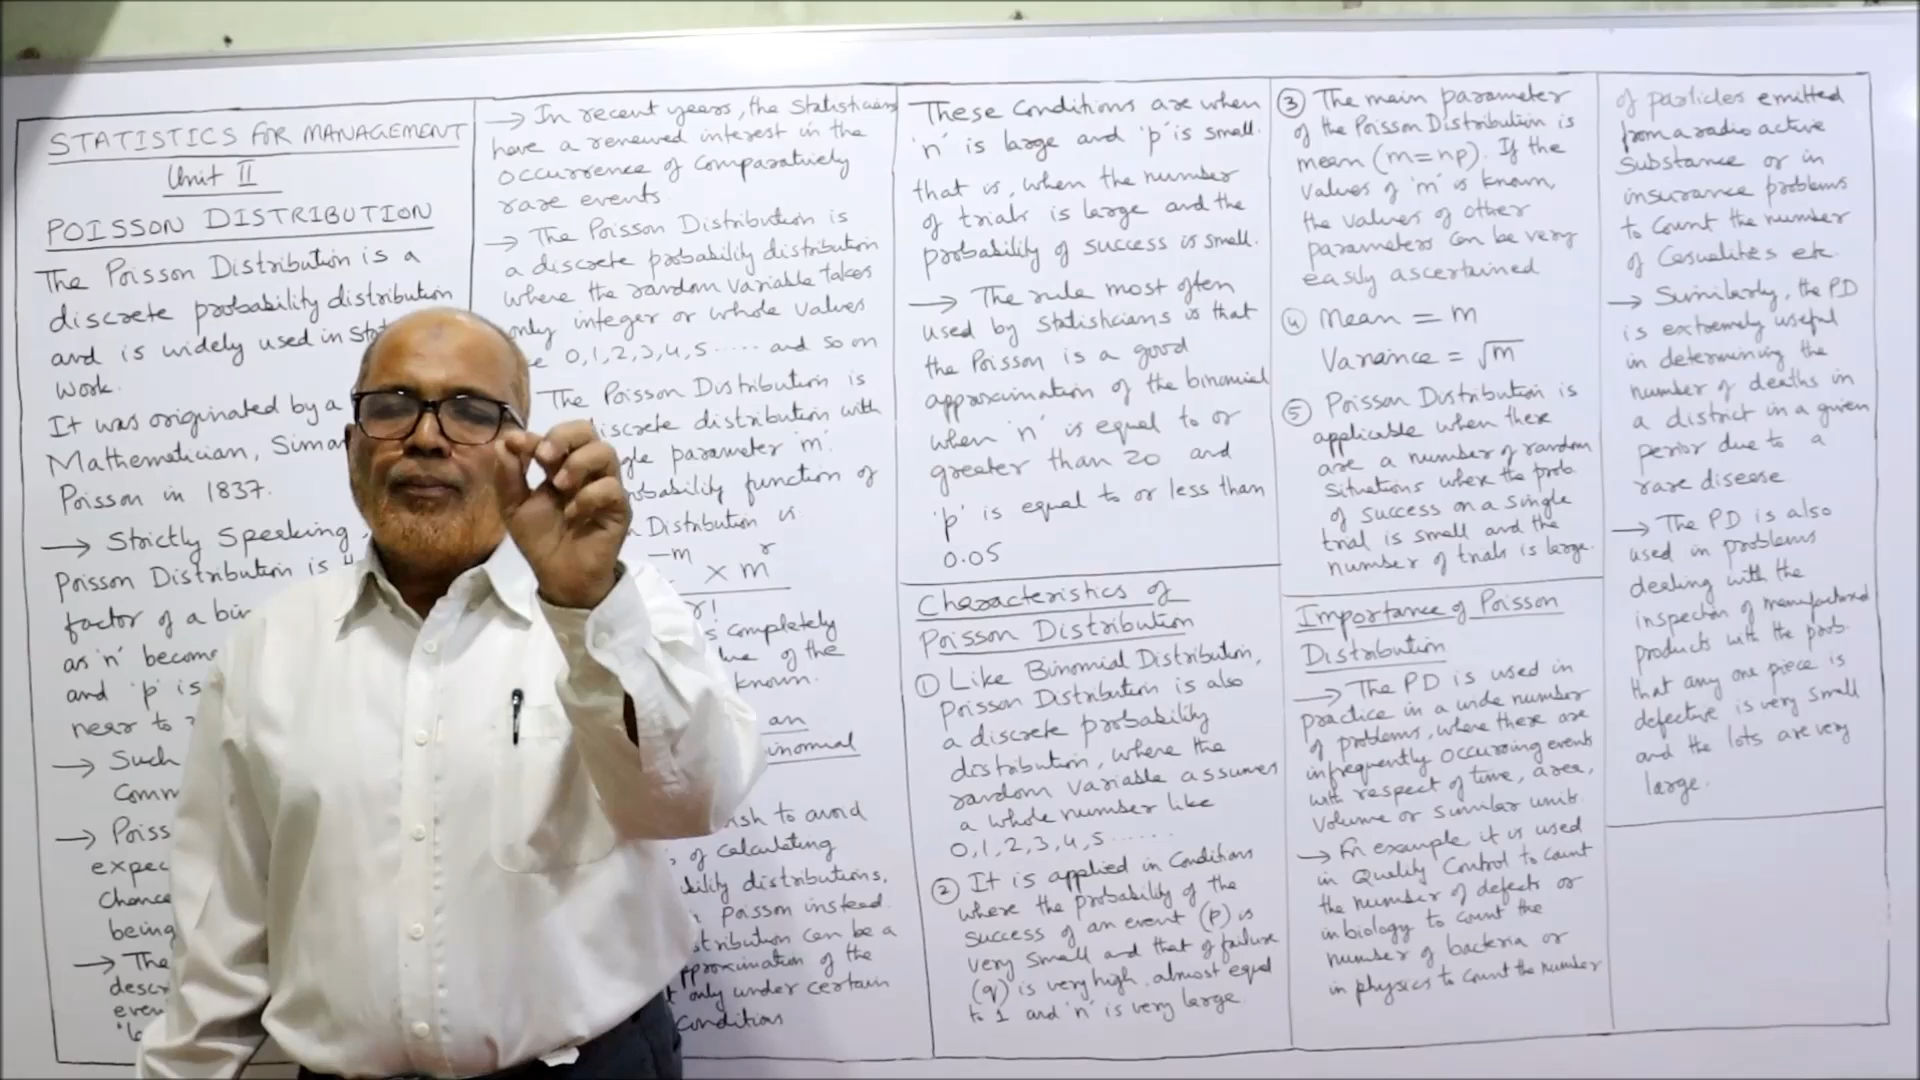 STATISTICS FOR MANAGEMENT
Unit II
POISSON DISTRIBUTION
The Poisson Distribution is a
discrete probability distribution
and is widely used in
work.
It was originated by a
Mathematician,
Poisson in 1837.
→ Strictly Speaking
Poisson Distribution is
factor of a
as 'n'
and 'p' is
near to
→ Such
→
being
→ The
→ In recent years, the Statisticians
have a renewed interest in the
occurrence of comparatively
rare events.
→ The Poisson Distribution is
a discrete probability distribution
where the random variable takes
only integer or whole values
0,1,2,3,4,5 ..... and so on
The Poisson Distribution is
discrete distribution with
parameter 'm'.
function of
Distribution is
-m × m r
r!
completely
of the
known.
an
to avoid
of calculating
distributions,
Poisson instead.
can be a
of the
only under certain
conditions
These Conditions are when
'n' is large and 'p' is small.
that is, when the number
of trials is large and the
probability of success is small.
→ The rule most often
used by statisticians is that
the Poisson is a good
approximation of the binomial
when 'n' is equal to or
greater than 20 and
'p' is equal to or less than
0.05
Characteristics of
Poisson Distribution
① Like Binomial Distribution,
Poisson Distribution is also
a discrete probability
distribution, where the
random variable assumes
a whole number like
0,1,2,3,4,5 ......
② It is applied in Conditions
where the probability of the
success of an event (p) is
very small and that of failure
(q) is very high almost equal
to 1 and 'n' is very large.
③ The main parameter
of the Poisson Distribution is
mean (m=np). If the
values of 'm' is known,
the values of other
parameters can be very
easily ascertained
④ Mean = m
Variance = √m
⑤ Poisson Distribution is
applicable when there
are a number of random
situations where the prob.
of success on a single
trial is small and the
number of trials is large.
Importance of Poisson
Distribution
→ The PD is used in
practice in a wide number
of problems, where there are
infrequently occurring events
with respect of time, area,
volume or similar units.
→ For example, it is used
in Quality Control to count
the number of defects or
in biology to count the
number of bacteria or
in physics to count the number
of particles emitted
from a radio active
substance or in
insurance problems
to count the number
of Casualites etc.
→ Similarly, the PD
is extremely useful
in determining the
number of deaths in
a district in a given
period due to a
rare disease
→ The PD is also
used in problems
dealing with the
inspection of manufactured
products with the prob.
that any one piece is
defective is very small
and the lots are very
large.